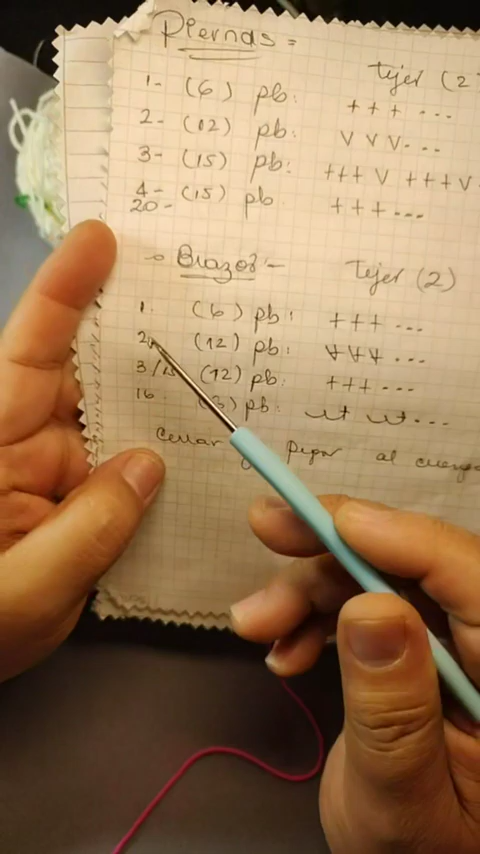 Piernas =
Tejer (2
1- (6) pb: +++ ...
2- (12) pb: V V V- ...
3- (15) pb: +++ V +++ V
4-
20- (15) pb. +++ ...
Brazos:- Tejer (2)
1. (6) pb: +++ ...
2. (12) pb: VVV ...
3/15 (12) pb: +++ ...
16. pb:
Cerrar y Pegar al cuerpo